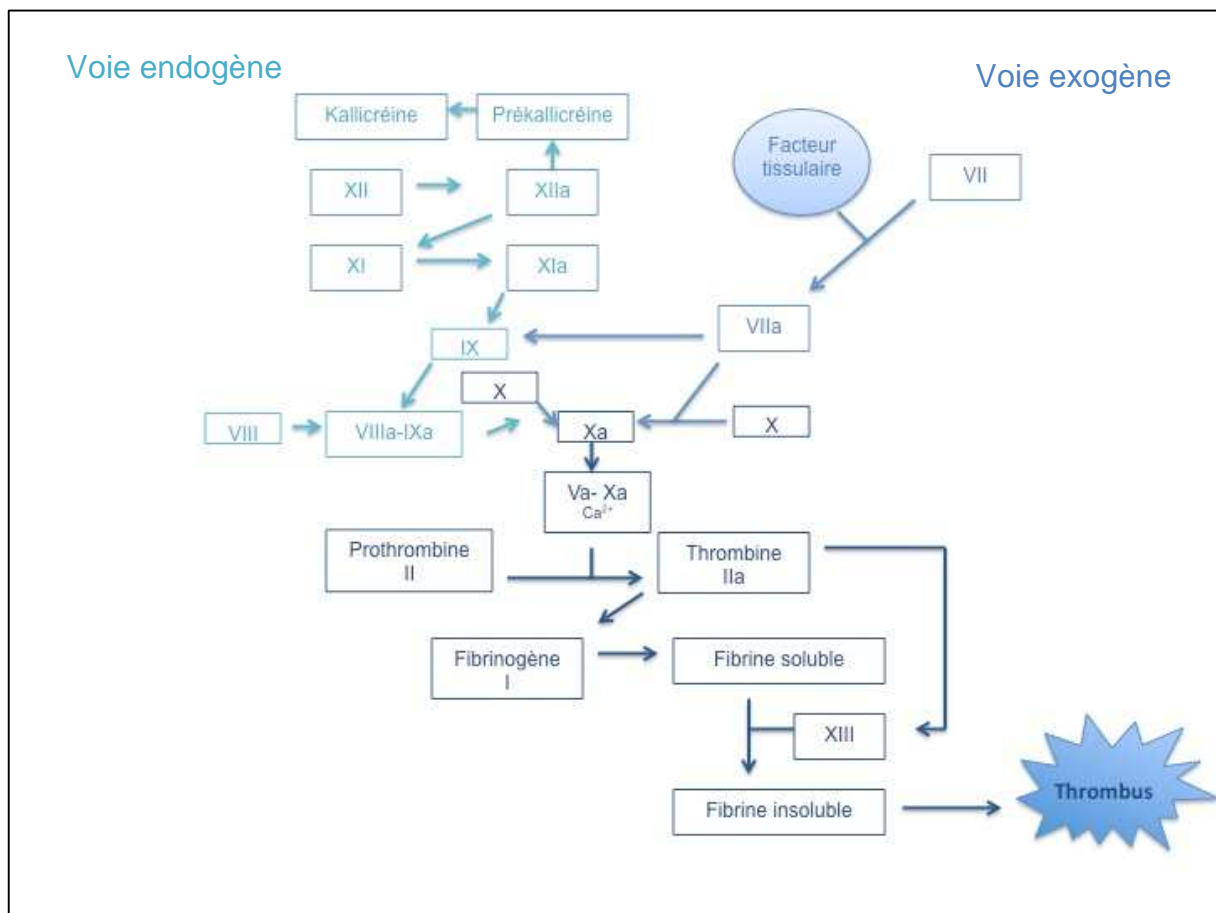 Voie endogène
Voie exogène
Kallicréine
Prékallicréine
Facteur
tissulaire
VII
XII
XIIa
XI
XIa
VIIa
IX
X
VIII
VIIIa-IXa
Xa
X
Va- Xa
Ca²⁺
Prothrombine
II
Thrombine
IIa
Fibrinogène
I
Fibrine soluble
XIII
Fibrine insoluble
Thrombus